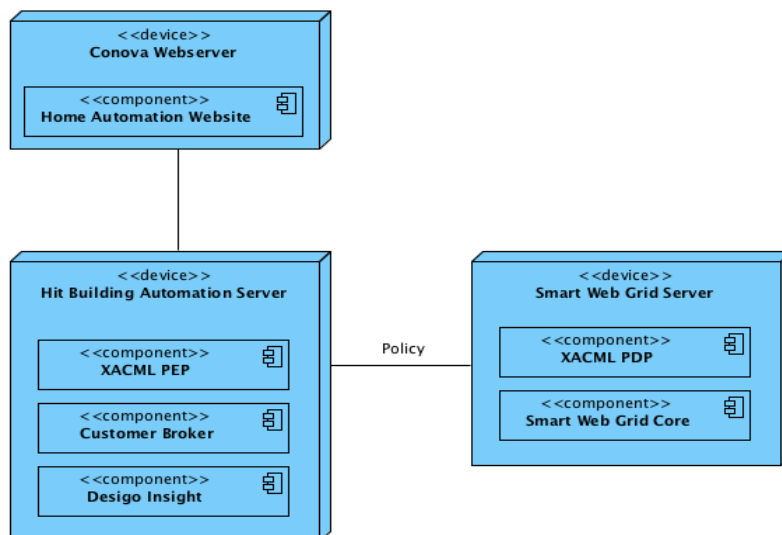 <<device>>
Conova Webserver
<<component>>
Home Automation Website
<<device>>
Hit Building Automation Server
<<component>>
XACML PEP
<<component>>
Customer Broker
<<component>>
Desigo Insight
Policy
<<device>>
Smart Web Grid Server
<<component>>
XACML PDP
<<component>>
Smart Web Grid Core